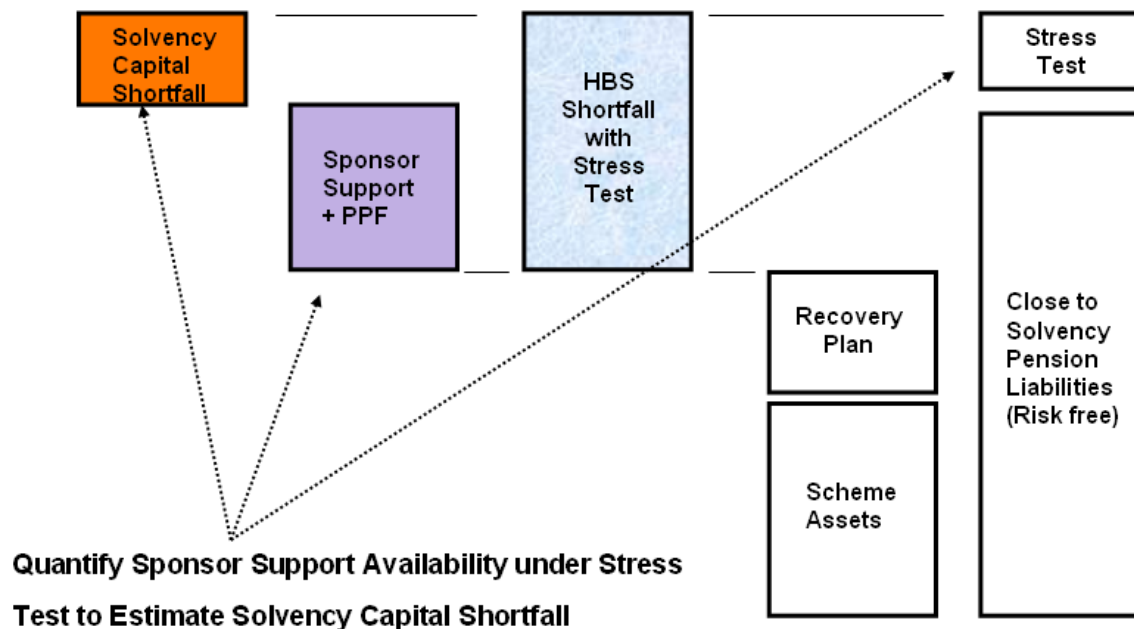 Solvency
Capital
Shortfall
Sponsor
Support
+ PPF
HBS
Shortfall
with
Stress
Test
Stress
Test
Recovery
Plan
Close to
Solvency
Pension
Liabilities
(Risk free)
Scheme
Assets
Quantify Sponsor Support Availability under Stress
Test to Estimate Solvency Capital Shortfall